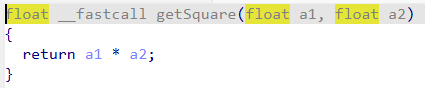 float __fastcall getSquare(float a1, float a2)
{
return a1 * a2;
}